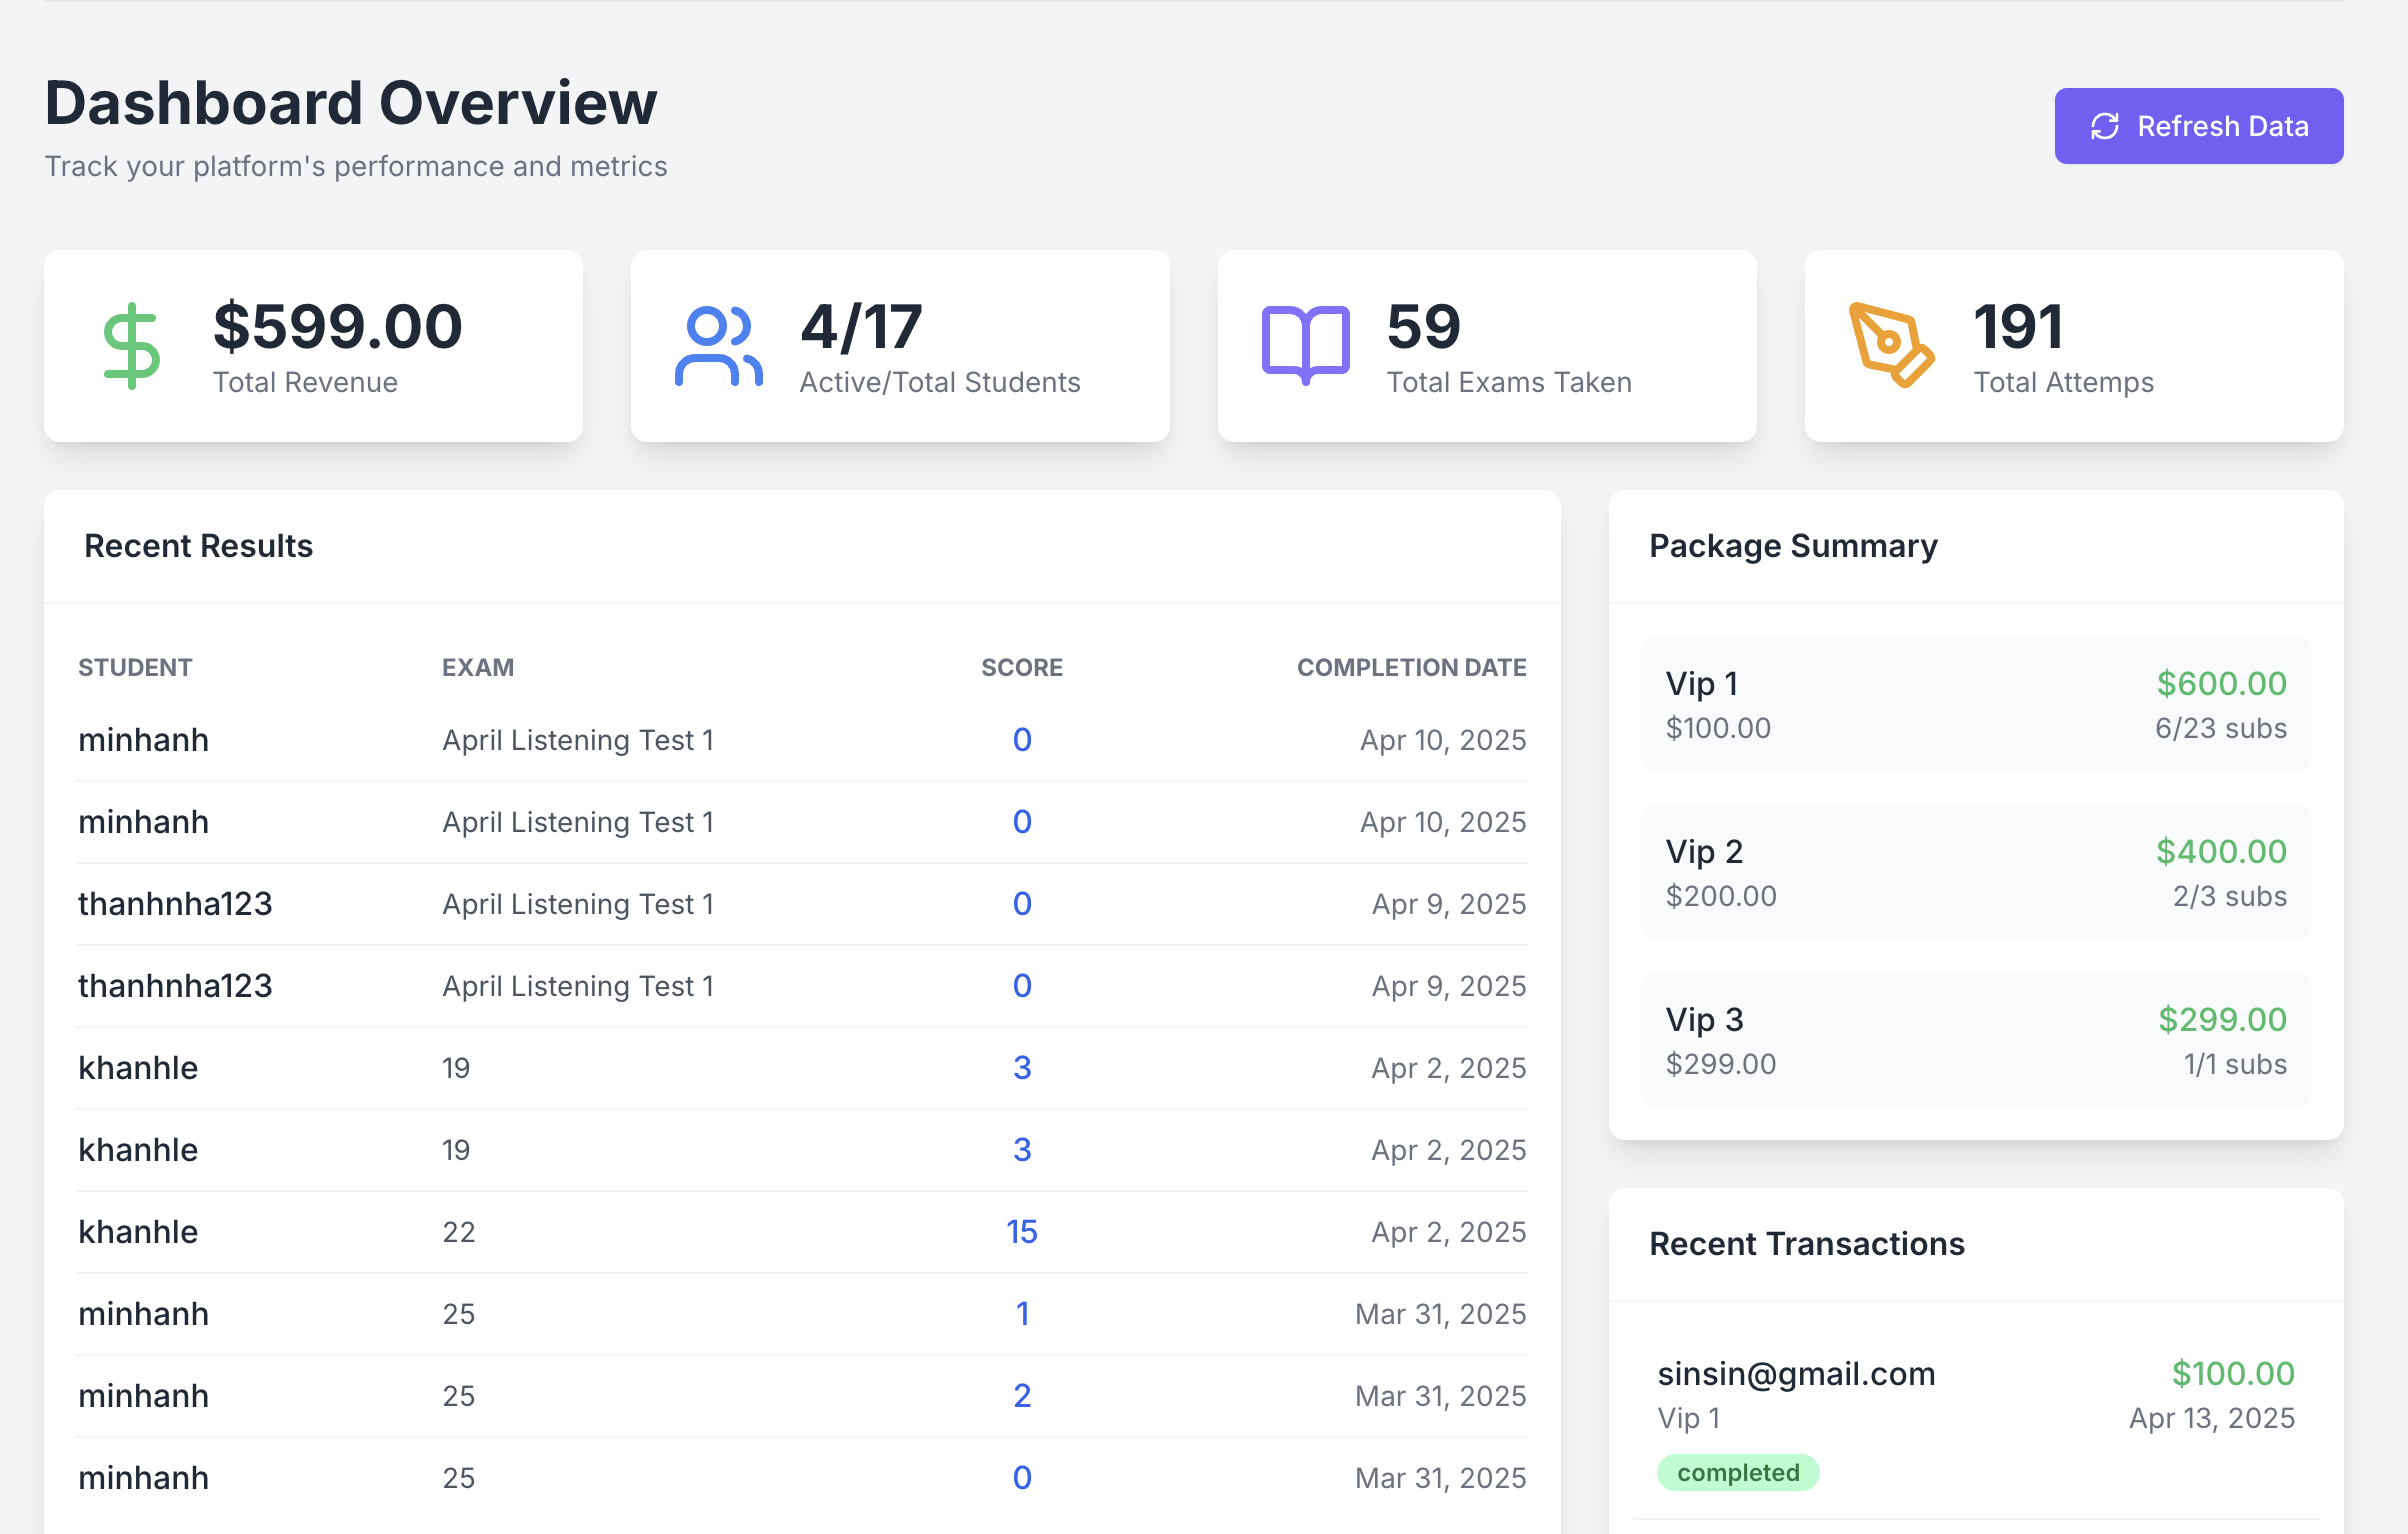 Dashboard Overview
Track your platform's performance and metrics
Refresh Data
$599.00
Total Revenue
4/17
Active/Total Students
59
Total Exams Taken
191
Total Attemps
Recent Results
STUDENT EXAM SCORE COMPLETION DATE
minhanh April Listening Test 1 0 Apr 10, 2025
minhanh April Listening Test 1 0 Apr 10, 2025
thanhnha123 April Listening Test 1 0 Apr 9, 2025
thanhnha123 April Listening Test 1 0 Apr 9, 2025
khanhle 19 3 Apr 2, 2025
khanhle 19 3 Apr 2, 2025
khanhle 22 15 Apr 2, 2025
minhanh 25 1 Mar 31, 2025
minhanh 25 2 Mar 31, 2025
minhanh 25 0 Mar 31, 2025
Package Summary
Vip 1 $600.00
$100.00 6/23 subs
Vip 2 $400.00
$200.00 2/3 subs
Vip 3 $299.00
$299.00 1/1 subs
Recent Transactions
sinsin@gmail.com $100.00
Vip 1 Apr 13, 2025
completed